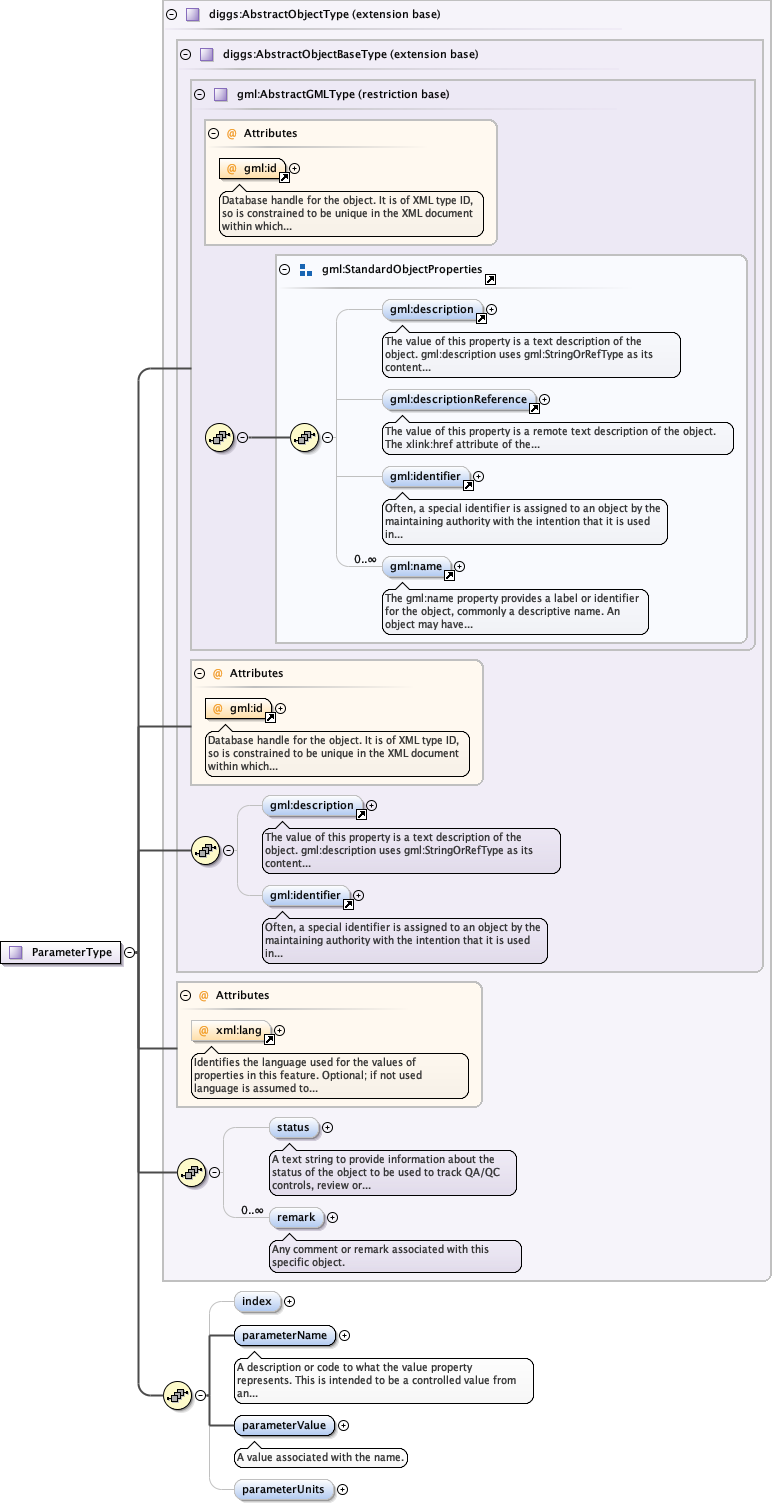 diggs:AbstractObjectType (extension base)
diggs:AbstractObjectBaseType (extension base)
gml:AbstractGMLType (restriction base)
@ Attributes
@ gml:id
Database handle for the object. It is of XML type ID,
so is constrained to be unique in the XML document
within which...
gml:StandardObjectProperties
gml:description
The value of this property is a text description of the
object. gml:description uses gml:StringOrRefType as its
content...
gml:descriptionReference
The value of this property is a remote text description of the object.
The xlink:href attribute of the...
gml:identifier
Often, a special identifier is assigned to an object by the
maintaining authority with the intention that it is used
in...
0..∞
gml:name
The gml:name property provides a label or identifier
for the object, commonly a descriptive name. An
object may have...
@ Attributes
@ gml:id
Database handle for the object. It is of XML type ID,
so is constrained to be unique in the XML document
within which...
gml:description
The value of this property is a text description of the
object. gml:description uses gml:StringOrRefType as its
content...
gml:identifier
Often, a special identifier is assigned to an object by the
maintaining authority with the intention that it is used
in...
ParameterType
@ Attributes
@ xml:lang
Identifies the language used for the values of
properties in this feature. Optional; if not used
language is assumed to...
status
A text string to provide information about the
status of the object to be used to track QA/QC
controls, review or...
0..∞
remark
Any comment or remark associated with this
specific object.
index
parameterName
A description or code to what the value property
represents. This is intended to be a controlled value from
an...
parameterValue
A value associated with the name.
parameterUnits